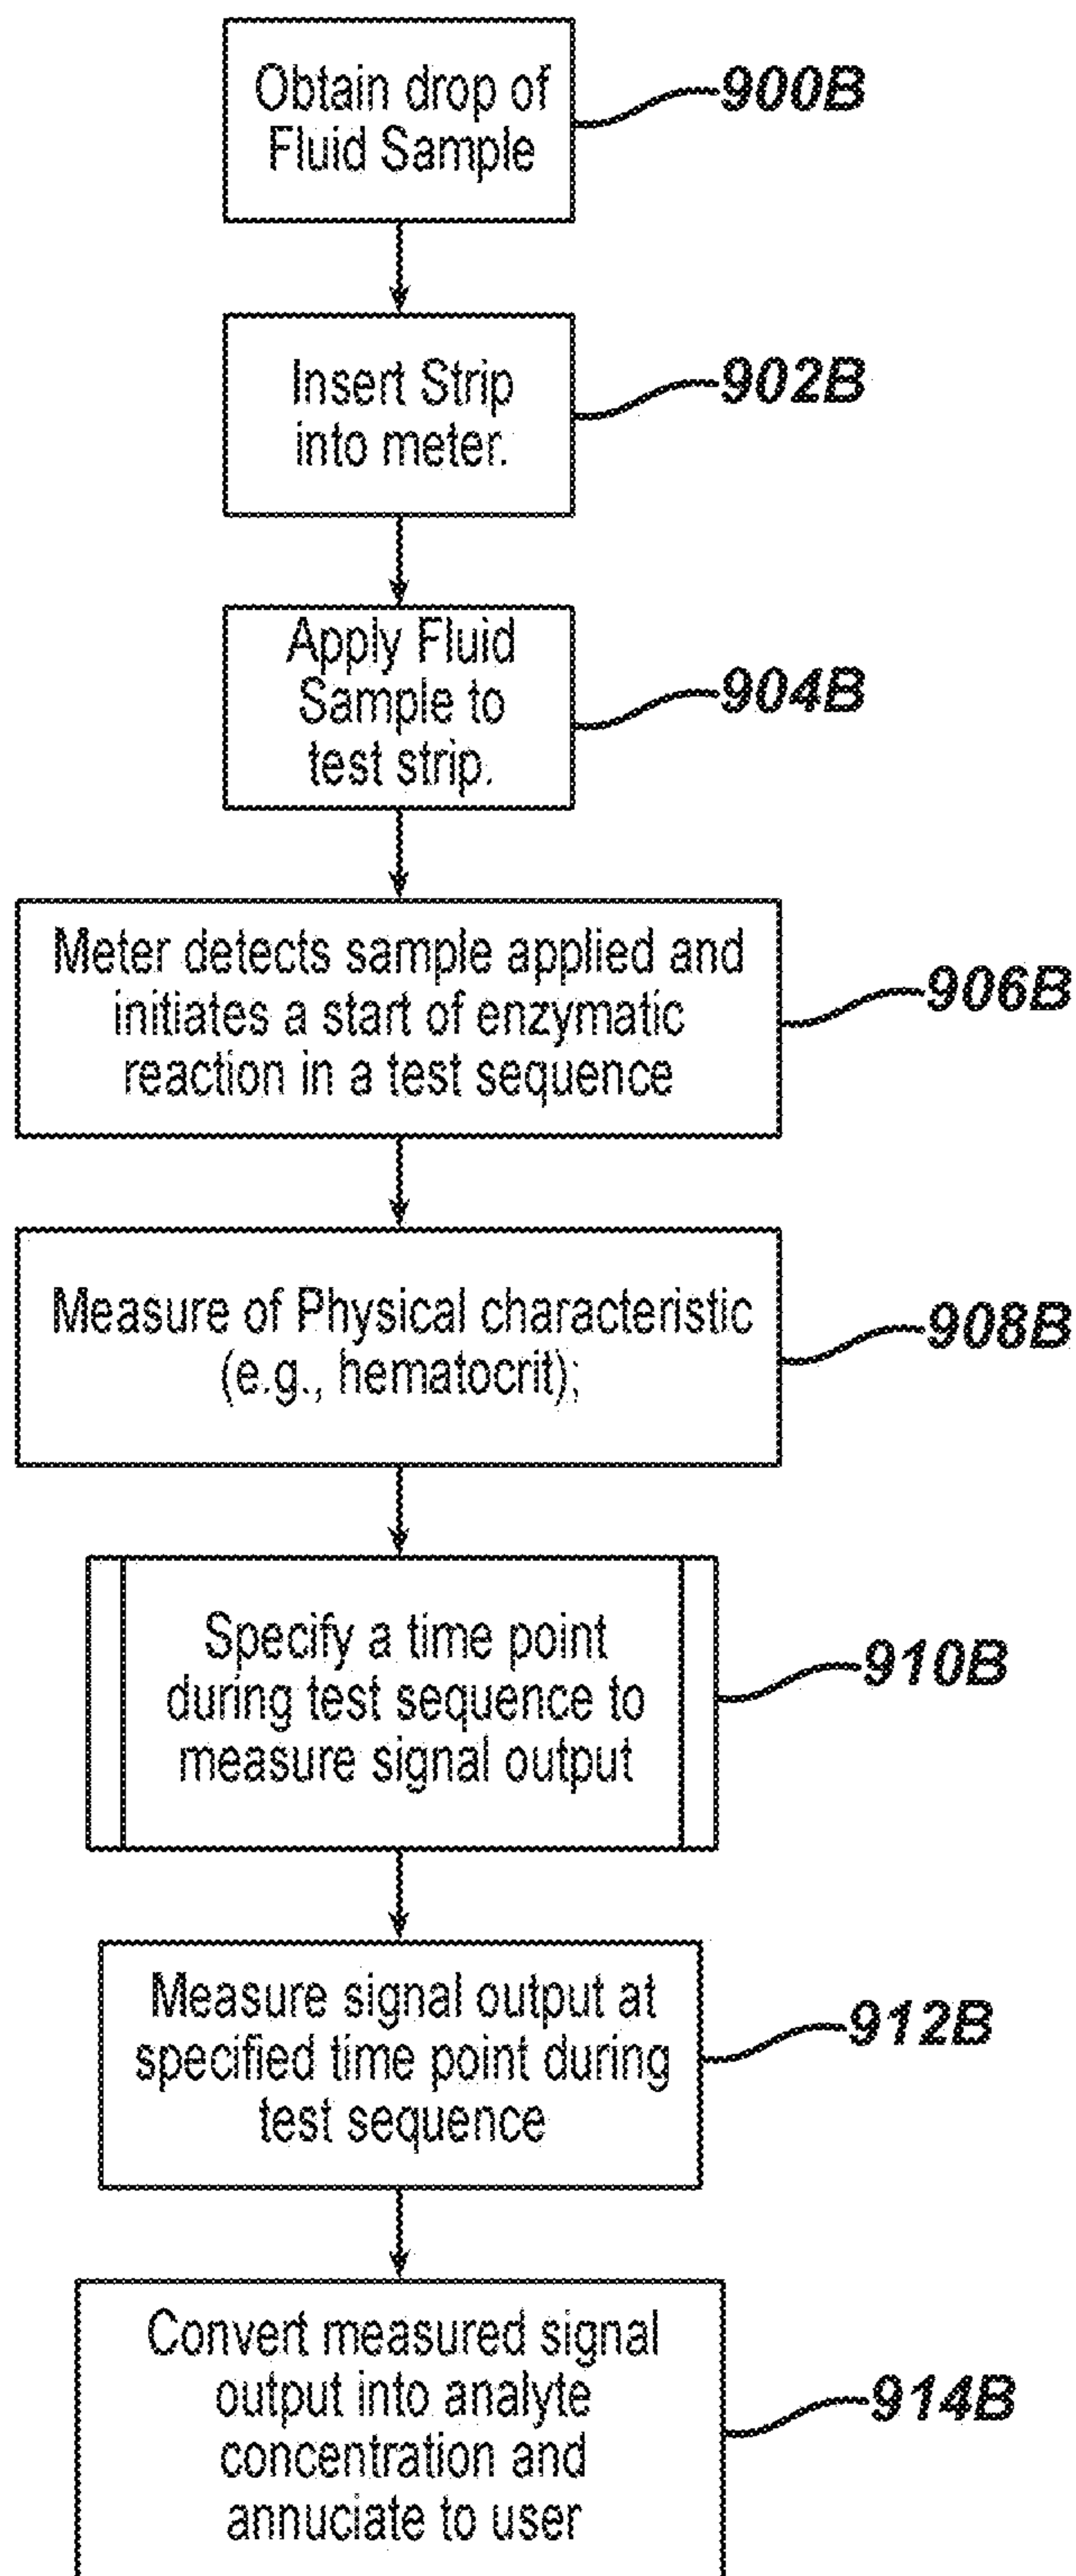 Obtain drop of
Fluid Sample
900B
Insert Strip
into meter.
902B
Apply Fluid
Sample to
test strip.
904B
Meter detects sample applied and
initiates a start of enzymatic
reaction in a test sequence
906B
Measure of Physical characteristic
(e.g., hematocrit);
908B
Specify a time point
during test sequence to
measure signal output
910B
Measure signal output at
specified time point during
test sequence
912B
Convert measured signal
output into analyte
concentration and
annuciate to user
914B